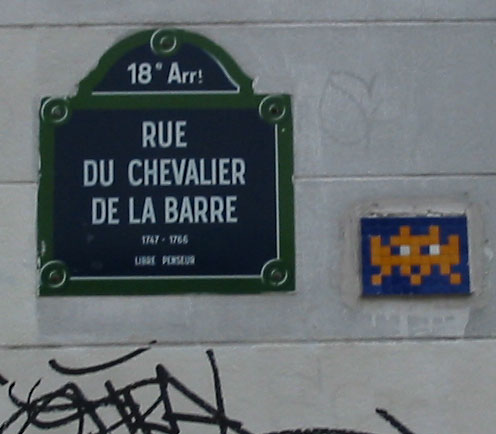 18e Arrt
RUE
DU CHEVALIER
DE LA BARRE
1747 - 1766
LIBRE PENSEUR